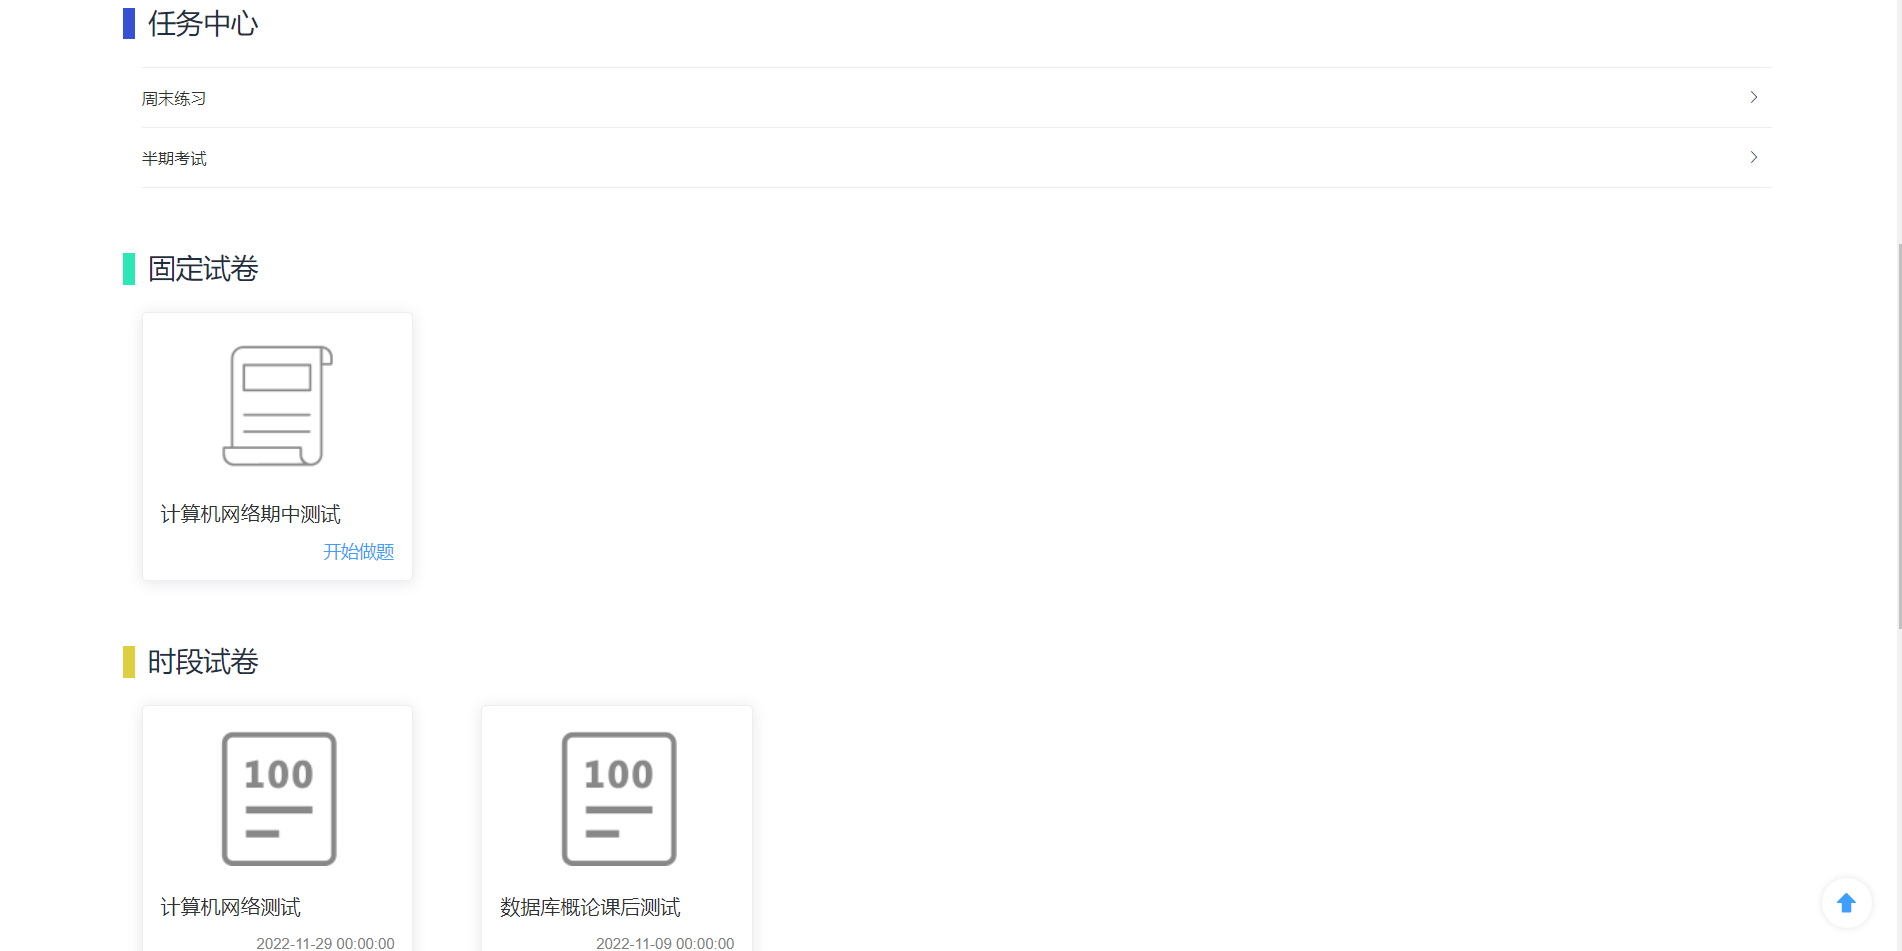 任务中心
周末练习
半期考试
固定试卷
计算机网络期中测试
开始做题
时段试卷
100
100
计算机网络测试
数据库概论课后测试
2022-11-29 00:00:00
2022-11-09 00:00:00